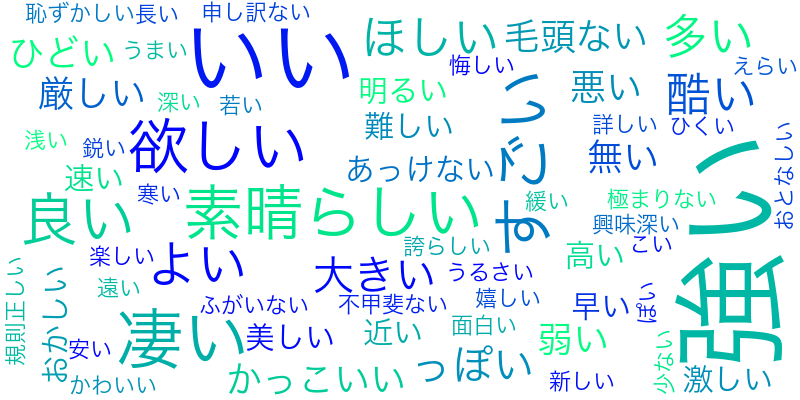 恥ずかしい
長い
申し訳ない
いい
ほしい
毛頭ない
多い
ひどい
うまい
悔しい
えらい
厳しい
深い
若い
明るい
悪い
酷い
すごい
浅い
鋭い
欲しい
難しい
詳しい
ひくい
おとなしい
速い
寒い
あっけない
無い
強い
良い
素晴らしい
緩い
極まりない
興味深い
楽しい
よい
誇らしい
高い
こい
規則正しい
おかしい
遠い
大きい
うるさい
ふがいない
不甲斐ない
嬉しい
早い
ぽい
凄い
美しい
近い
面白い
弱い
少ない
安い
かわいい
かっこいい
っぽい
新しい
激しい